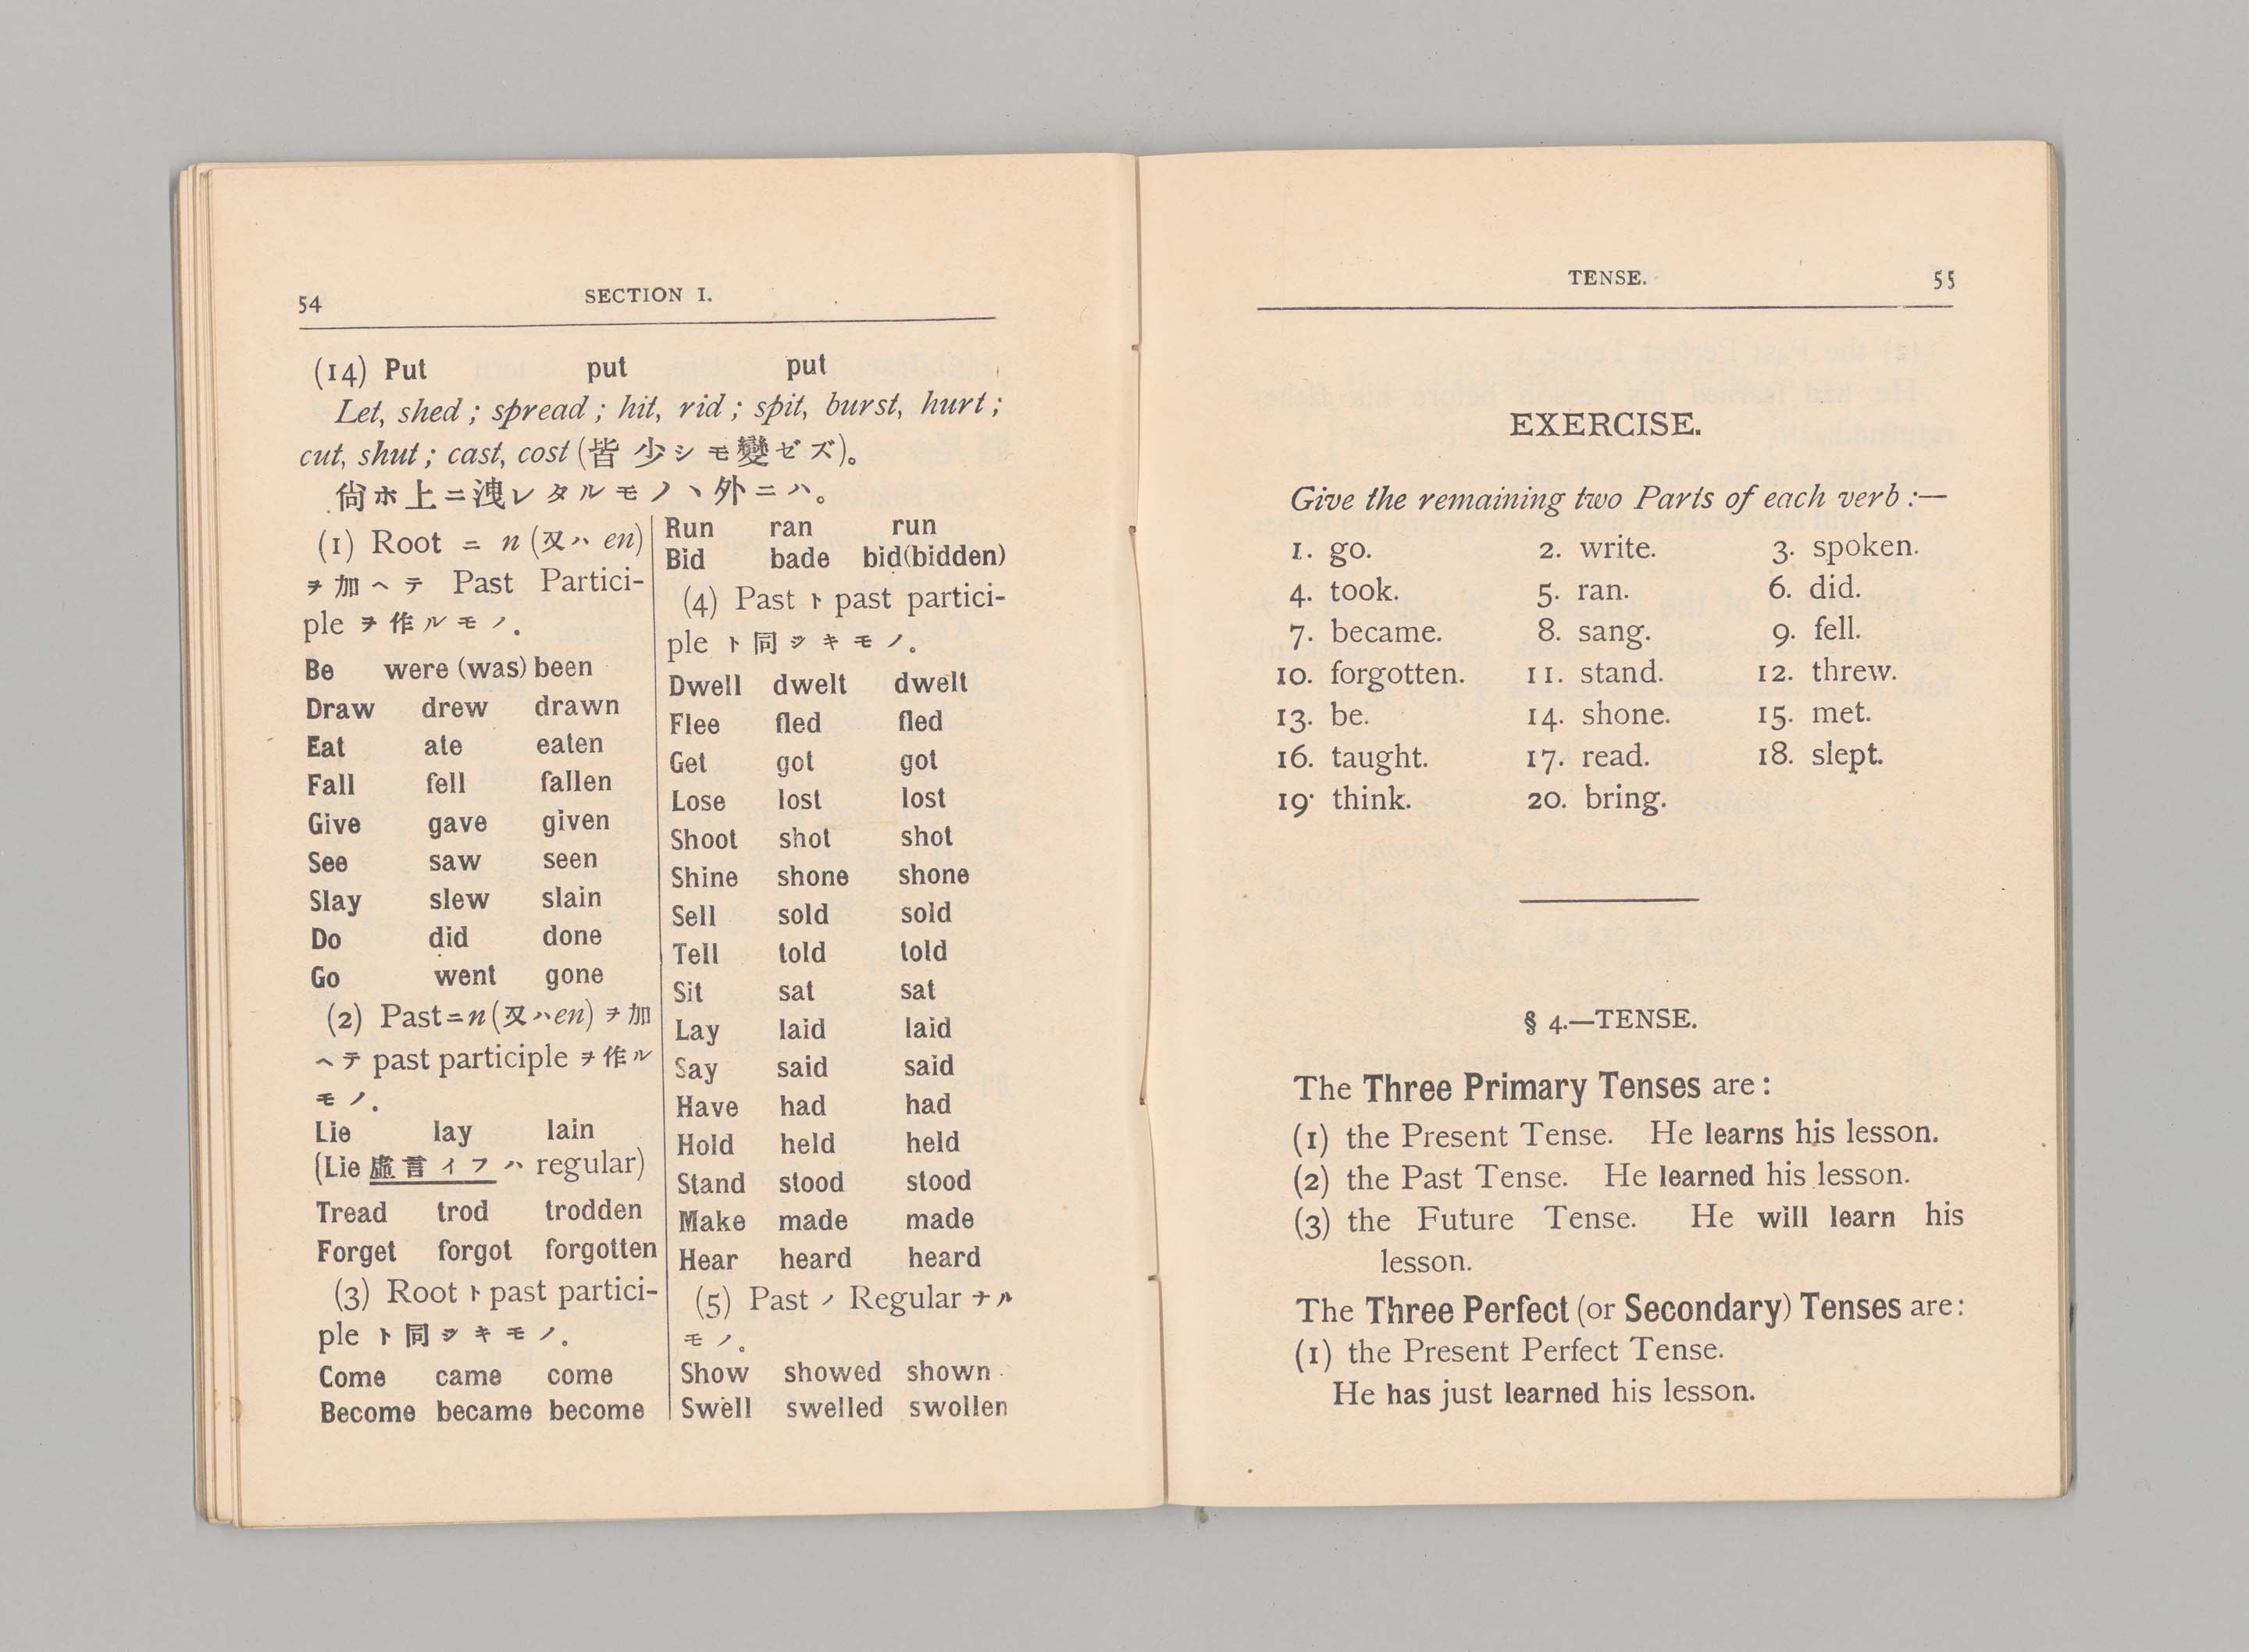 54
SECTION I.
(14) Put put put
Let, shed ; spread ; hit, rid ; spit, burst, hurt ;
cut, shut ; cast, cost (皆少シモ變ゼズ)。
尙ホ上ニ洩レタルモノヽ外ニハ。
(1) Root = n (又ハ en)
ヲ加ヘテ Past Partici-
ple ヲ作ルモノ.
Be were (was) been
Draw drew drawn
Eat ate eaten
Fall fell fallen
Give gave given
See saw seen
Slay slew slain
Do did done
Go went gone
(2) Past=n (又ハen) ヲ加
ヘテ past participle ヲ作ル
モノ.
Lie lay lain
(Lie 虛言イフハ regular)
Tread trod trodden
Forget forgot forgotten
(3) Root ト past partici-
ple ト同ジキモノ。
Come came come
Become became become
Run ran run
Bid bade bid(bidden)
(4) Past ト past partici-
ple ト同ジキモノ。
Dwell dwelt dwelt
Flee fled fled
Get got got
Lose lost lost
Shoot shot shot
Shine shone shone
Sell sold sold
Tell told told
Sit sat sat
Lay laid laid
Say said said
Have had had
Hold held held
Stand stood stood
Make made made
Hear heard heard
(5) Past ノ Regular ナル
モノ。
Show showed shown
Swell swelled swollen
TENSE.
55
EXERCISE.
Give the remaining two Parts of each verb :—
1. go. 2. write. 3. spoken.
4. took. 5. ran. 6. did.
7. became. 8. sang. 9. fell.
10. forgotten. 11. stand. 12. threw.
13. be. 14. shone. 15. met.
16. taught. 17. read. 18. slept.
19. think. 20. bring.
§ 4.—TENSE.
The Three Primary Tenses are :
(1) the Present Tense. He learns his lesson.
(2) the Past Tense. He learned his lesson.
(3) the Future Tense. He will learn his
lesson.
The Three Perfect (or Secondary) Tenses are :
(1) the Present Perfect Tense.
He has just learned his lesson.